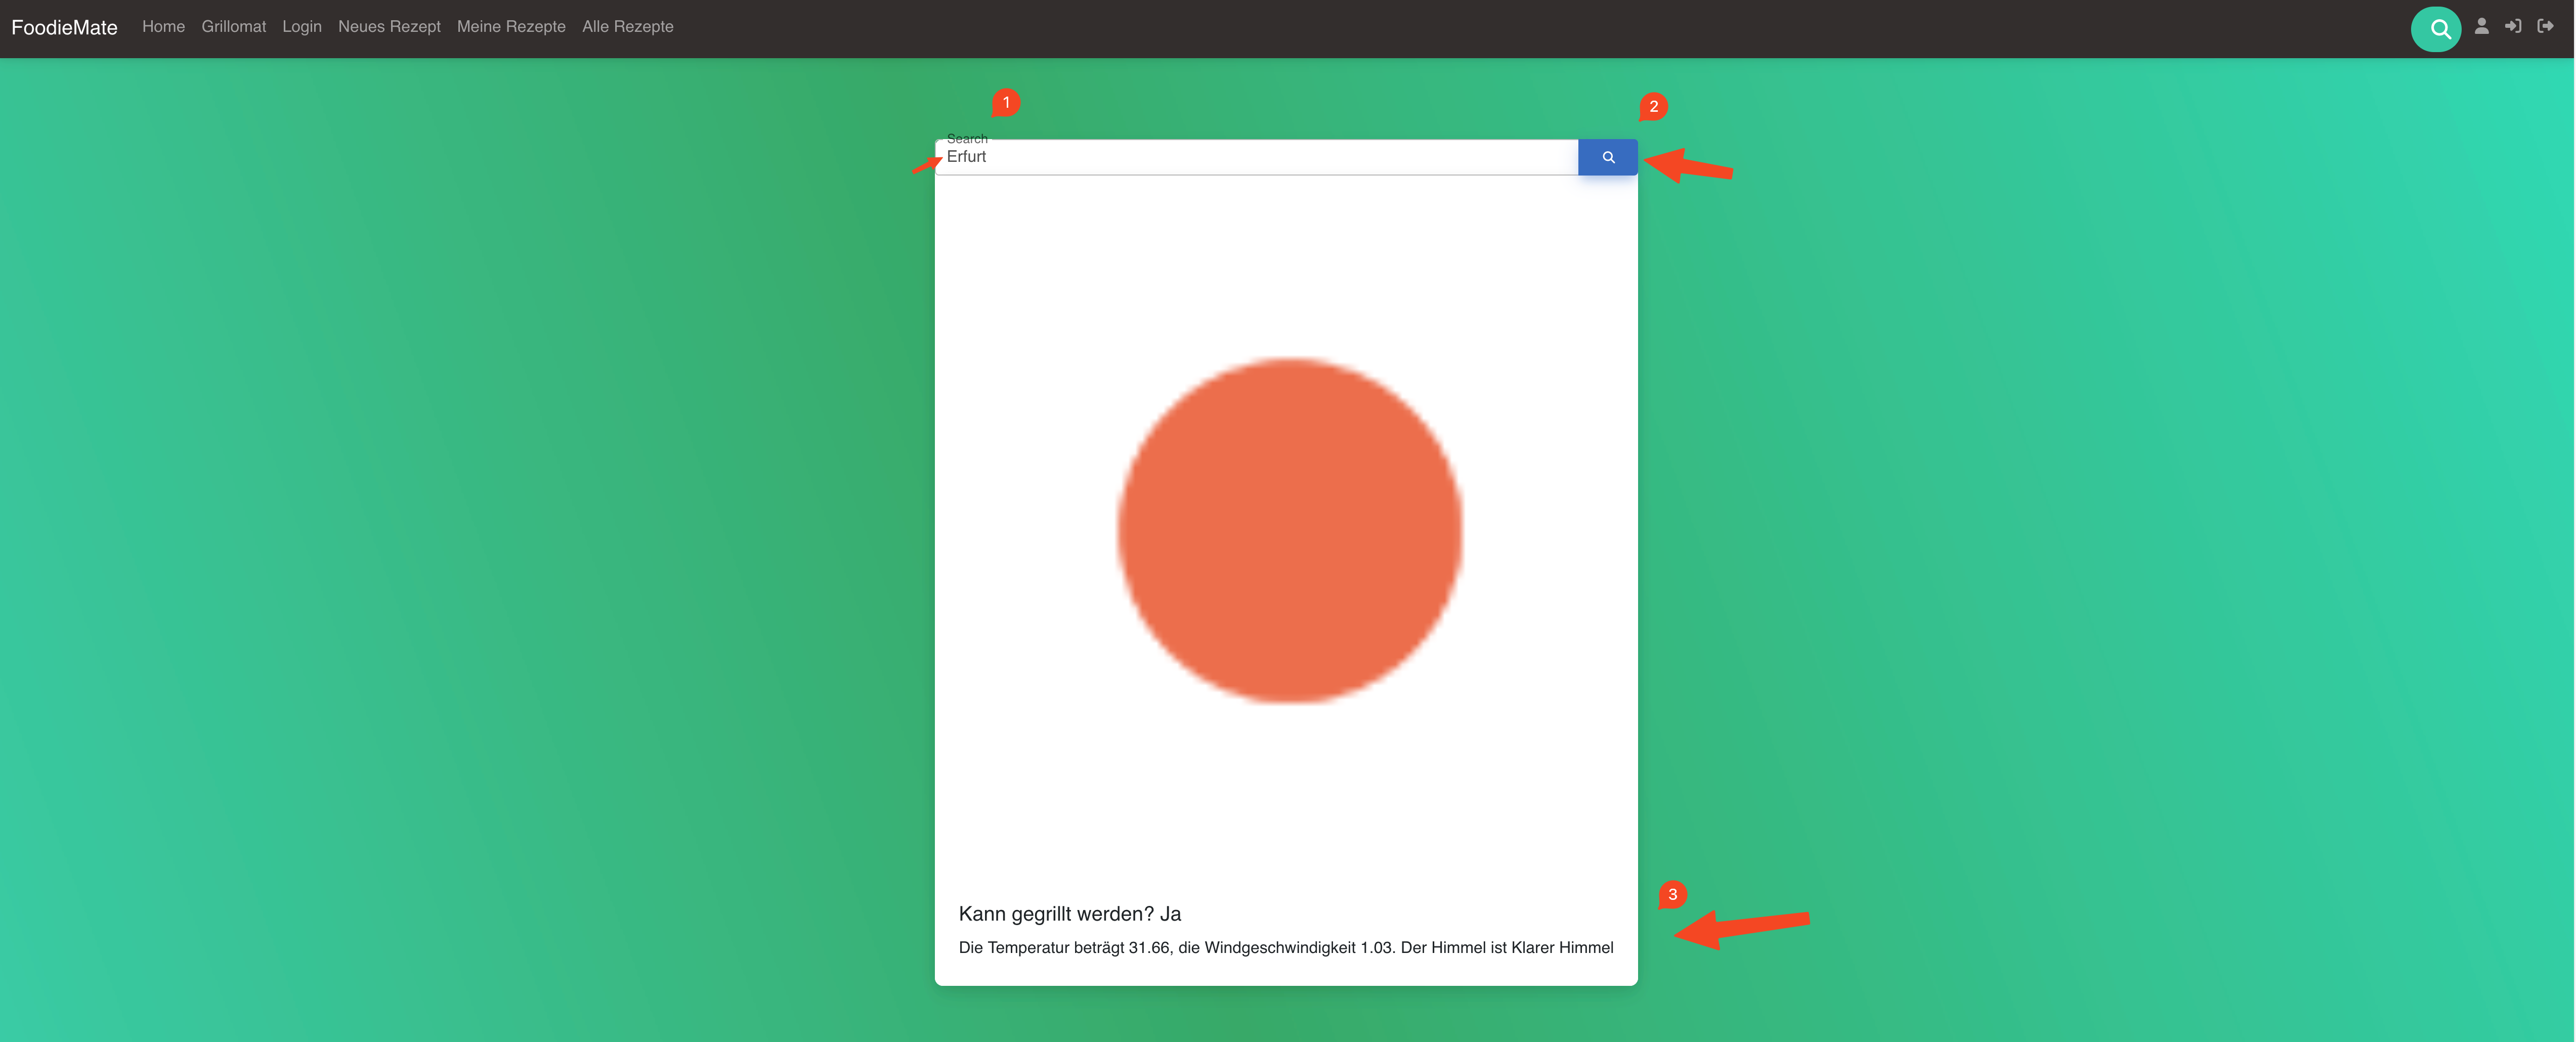 FoodieMate Home Grillomat Login Neues Rezept Meine Rezepte Alle Rezepte
1
2
Search
Erfurt
3
Kann gegrillt werden? Ja
Die Temperatur beträgt 31.66, die Windgeschwindigkeit 1.03. Der Himmel ist Klarer Himmel